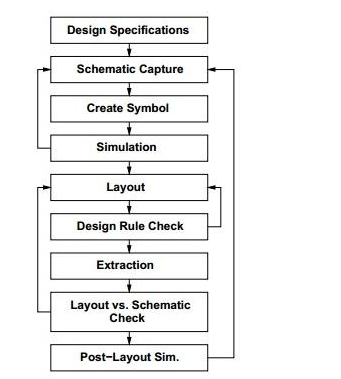 Design Specifications
Schematic Capture
Create Symbol
Simulation
Layout
Design Rule Check
Extraction
Layout vs. Schematic
Check
Post-Layout Sim.